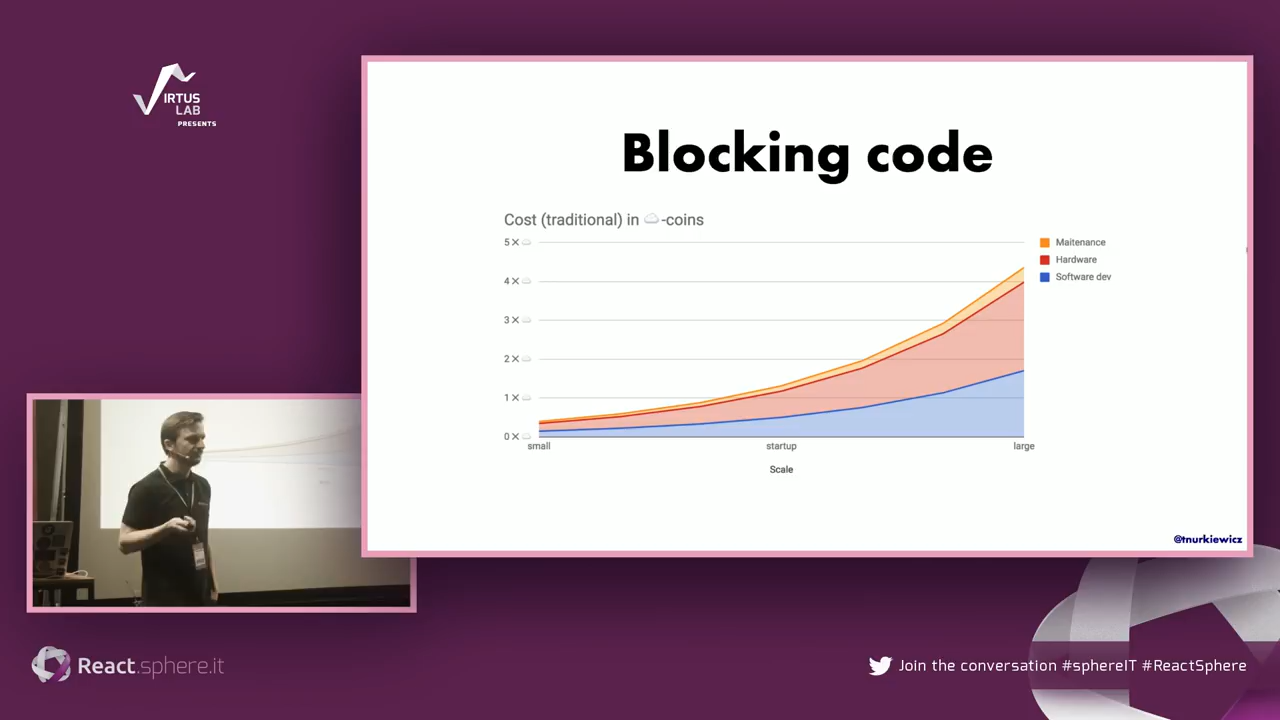 VIRTUS
LAB
PRESENTS
Blocking code
Cost (traditional) in ☁️-coins
5✕☁️
4✕☁️
3✕☁️
2✕☁️
1✕☁️
0✕☁️
small
startup
large
Scale
Maitenance
Hardware
Software dev
@tnurkiewicz
React.sphere.it
Join the conversation #sphereIT #ReactSphere